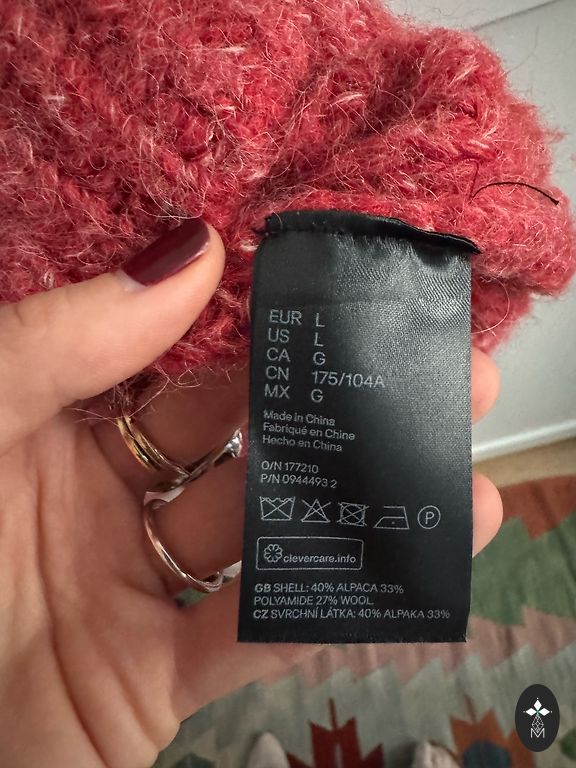 EUR L
US L
CA G
CN 175/104A
MX G
Made in China
Fabriqué en Chine
Hecho en China
O/N 177210
P/N 0944493 2
P
clevercare.info
GB SHELL: 40% ALPACA 33%
POLYAMIDE 27% WOOL
CZ SVRCHNÍ LÁTKA: 40% ALPAKA 33%
M